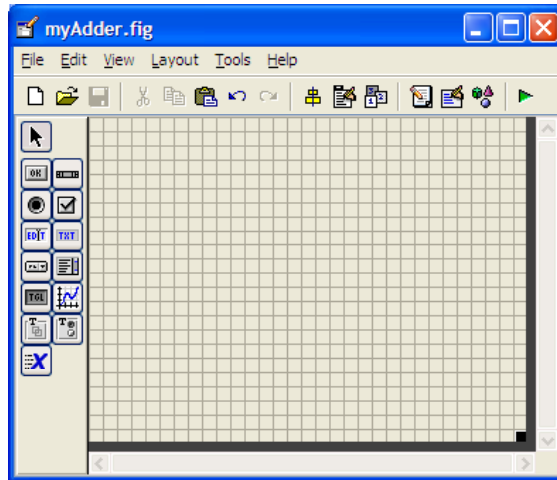 myAdder.fig
File Edit View Layout Tools Help
OK
EDIT TXT
TGL
T T
X